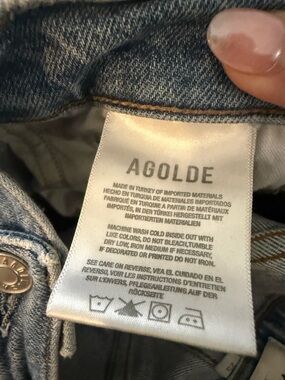 AGOLDE
MADE IN TURKEY OF IMPORTED MATERIALS
HECHO EN TURQUIA DE MATERIALES IMPORTADOS
FABRIQUÉ EN TURQUIE A PARTIR DE MATÉRIAUX
IMPORTÉS, IN DER TÜRKEI HERGESTELLT MIT
IMPORTIERTEN MATERIALIEN
MACHINE WASH COLD INSIDE OUT WITH
LIKE COLORS, DO NOT BLEACH,TUMBLE
DRY LOW, IRON MEDIUM IF NECESSARY,
IF DECORATED OR PRINTED DO NOT IRON.
SEE CARE ON REVERSE, VEA EL CUIDADO EN EL
REVERSO, VOIR LES INSTRUCTIONS D'ENTRETIEN
SUR L'ENVERS, PFLEGEANLEITUNG AUF DER
RÜCKSEITE